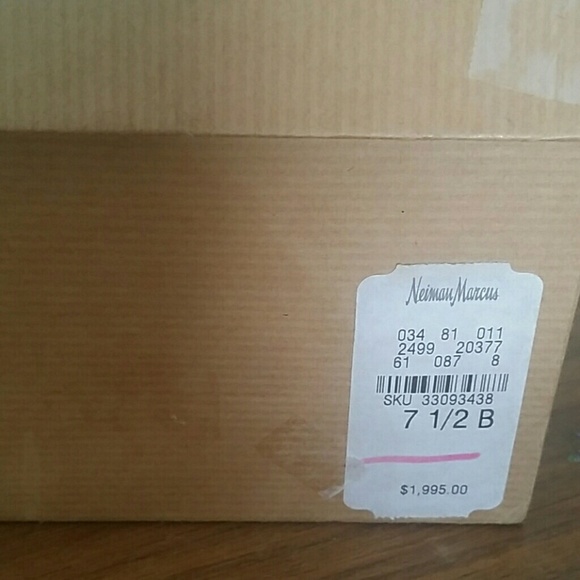 Neiman Marcus
034 81 011
2499 20377
61 087 8
SKU 33093438
7 1/2 B
$1,995.00